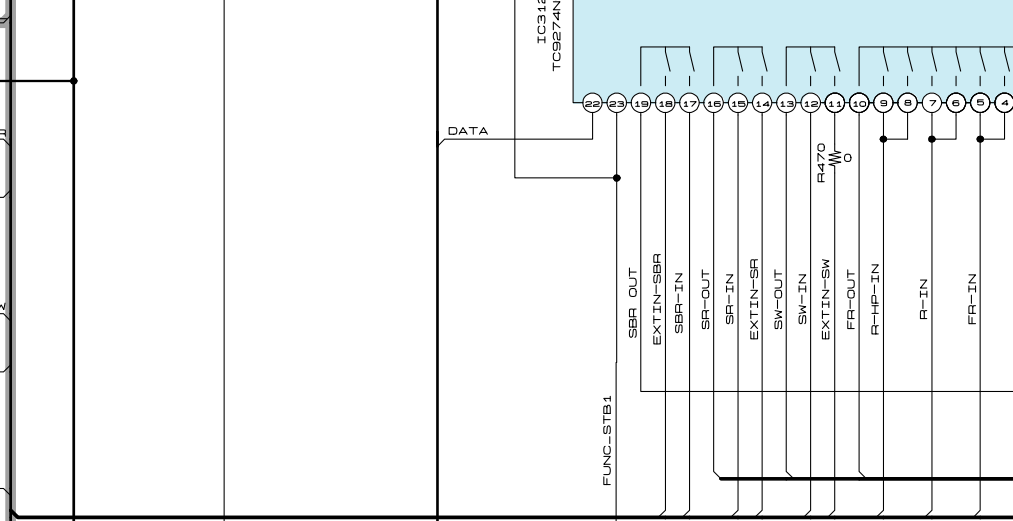 IC312
TC9274N
22 23 19 18 17 16 15 14 13 12 11 10 9 8 7 6 5 4
DATA
R470
0
SBR OUT
EXTIN-SBR
SBR-IN
SR-OUT
SR-IN
EXTIN-SR
SW-OUT
SW-IN
EXTIN-SW
FR-OUT
R-HP-IN
R-IN
FR-IN
FUNC_STB1